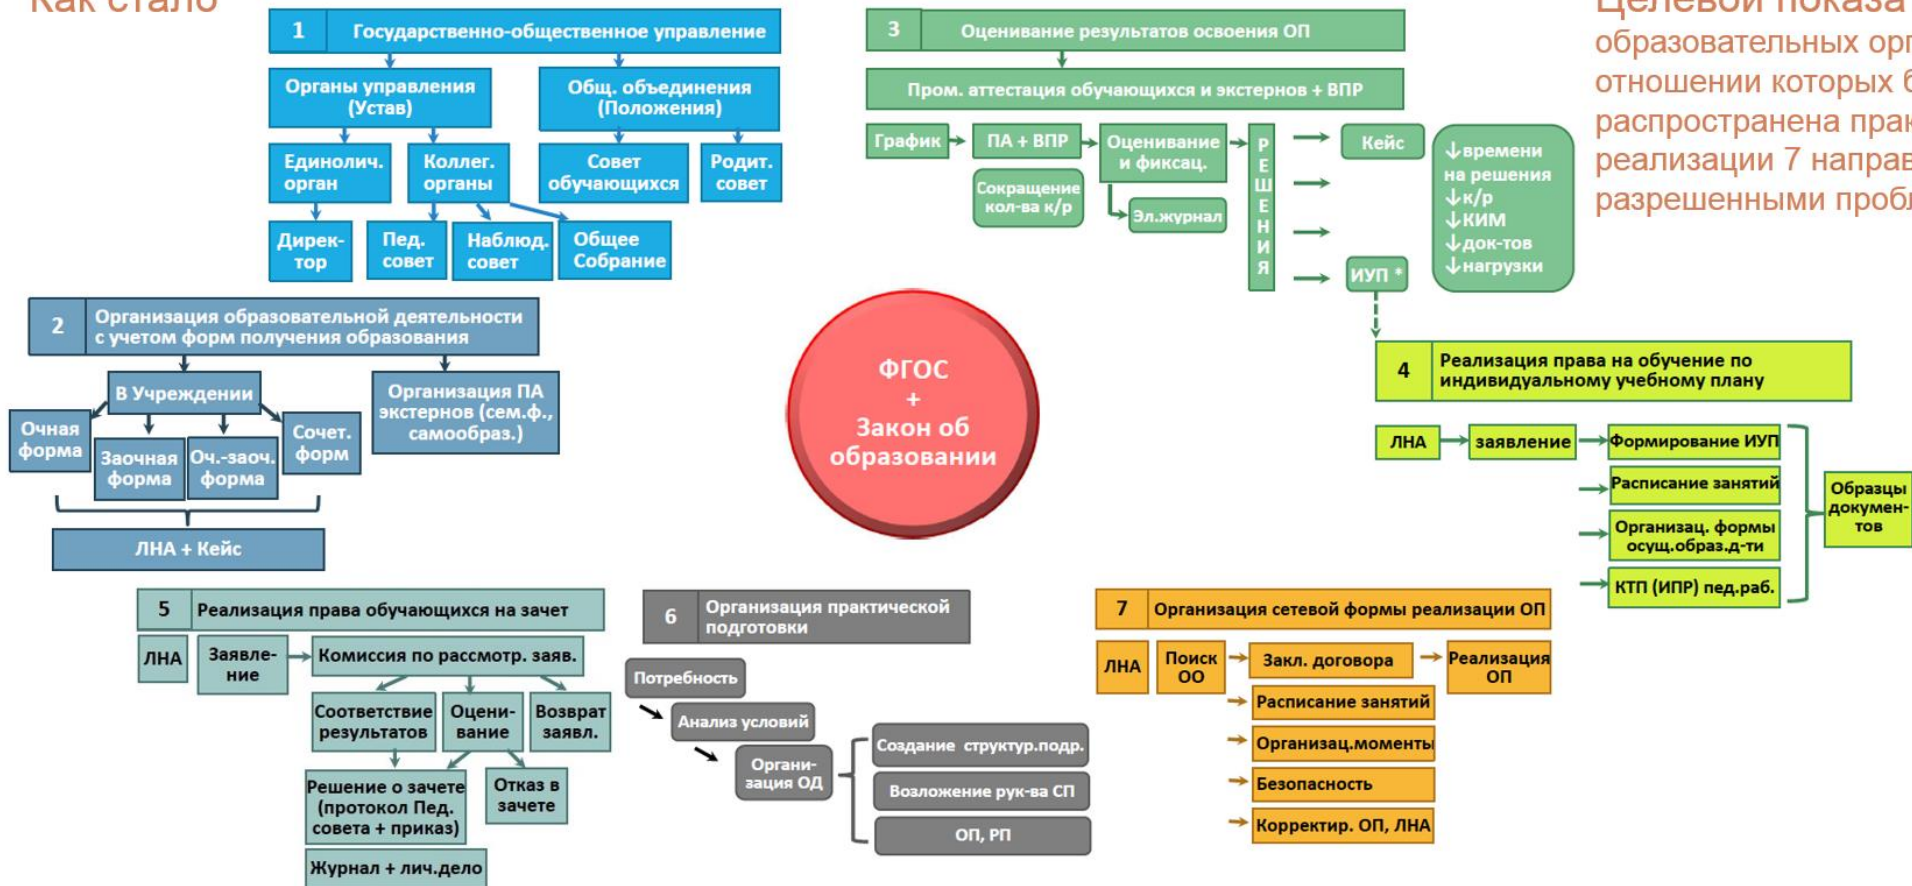 Как стало
1 Государственно-общественное управление
Органы управления
(Устав)
Общ. объединения
(Положения)
Единолич.
орган
Коллег.
органы
Совет
обучающихся
Родит.
совет
Дирек-
тор
Пед.
совет
Наблюд.
совет
Общее
Собрание
3 Оценивание результатов освоения ОП
Пром. аттестация обучающихся и экстернов + ВПР
График
ПА + ВПР
Оценивание
и фиксац.
Сокращение
кол-ва к/р
Эл.журнал
Р
Е
Ш
Е
Н
И
Я
Кейс
ИУП *
↓времени
на решения
↓к/р
↓КИМ
↓док-тов
↓нагрузки
Целевой показа
образовательных орг
отношении которых б
распространена прак
реализации 7 направ
разрешенными пробл
2 Организация образовательной деятельности
с учетом форм получения образования
В Учреждении
Организация ПА
экстернов (сем.ф.,
самообраз.)
Очная
форма
Заочная
форма
Оч.-заоч.
форма
Сочет.
форм
ЛНА + Кейс
ФГОС
+
Закон об
образовании
4 Реализация права на обучение по
индивидуальному учебному плану
ЛНА
заявление
Формирование ИУП
Расписание занятий
Организац. формы
осущ.образ.д-ти
КТП (ИПР) пед.раб.
Образцы
докумен-
тов
5 Реализация права обучающихся на зачет
ЛНА
Заявле-
ние
Комиссия по рассмотр. заяв.
Соответствие
результатов
Оцени-
вание
Возврат
заявл.
Решение о зачете
(протокол Пед.
совета + приказ)
Отказ в
зачете
Журнал + лич.дело
6 Организация практической
подготовки
Потребность
Анализ условий
Органи-
зация ОД
Создание структур.подр.
Возложение рук-ва СП
ОП, РП
7 Организация сетевой формы реализации ОП
ЛНА
Поиск
ОО
Закл. договора
Реализация
ОП
Расписание занятий
Организац.моменты
Безопасность
Корректир. ОП, ЛНА